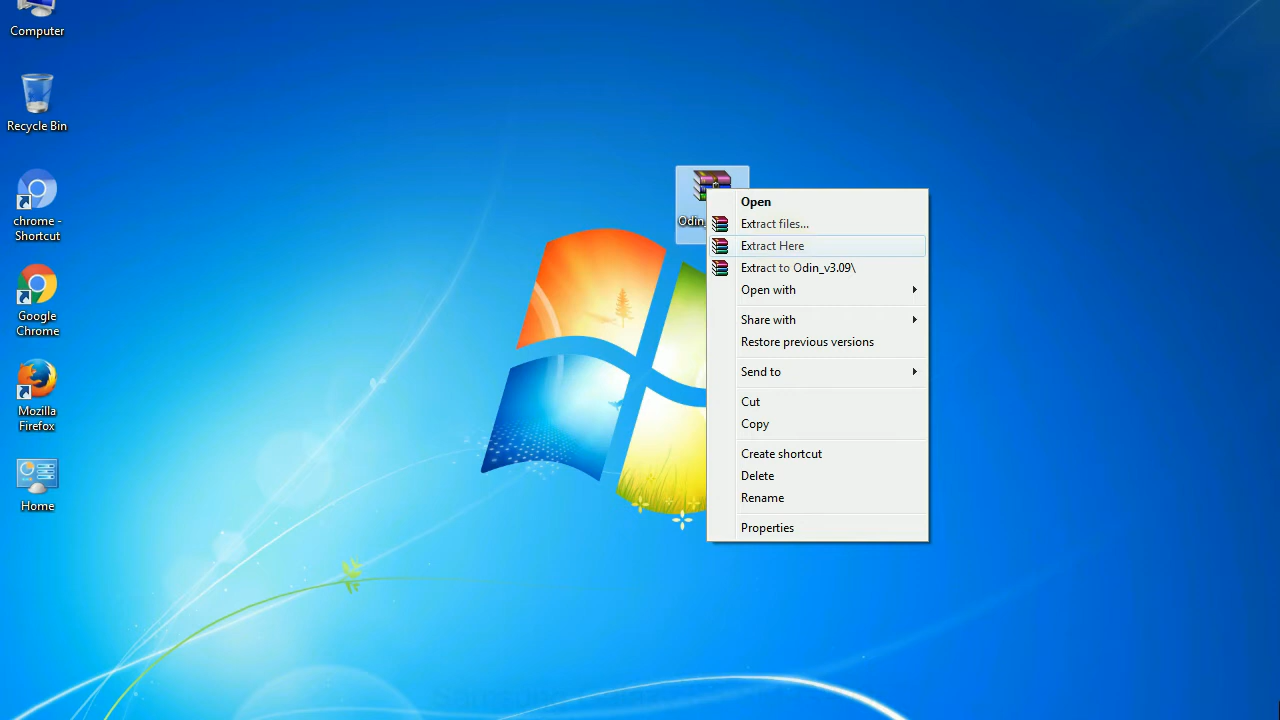 Computer
Recycle Bin
chrome -
Shortcut
Google
Chrome
Mozilla
Firefox
Home
Open
Extract files...
Extract Here
Extract to Odin_v3.09\
Open with
Share with
Restore previous versions
Send to
Cut
Copy
Create shortcut
Delete
Rename
Properties